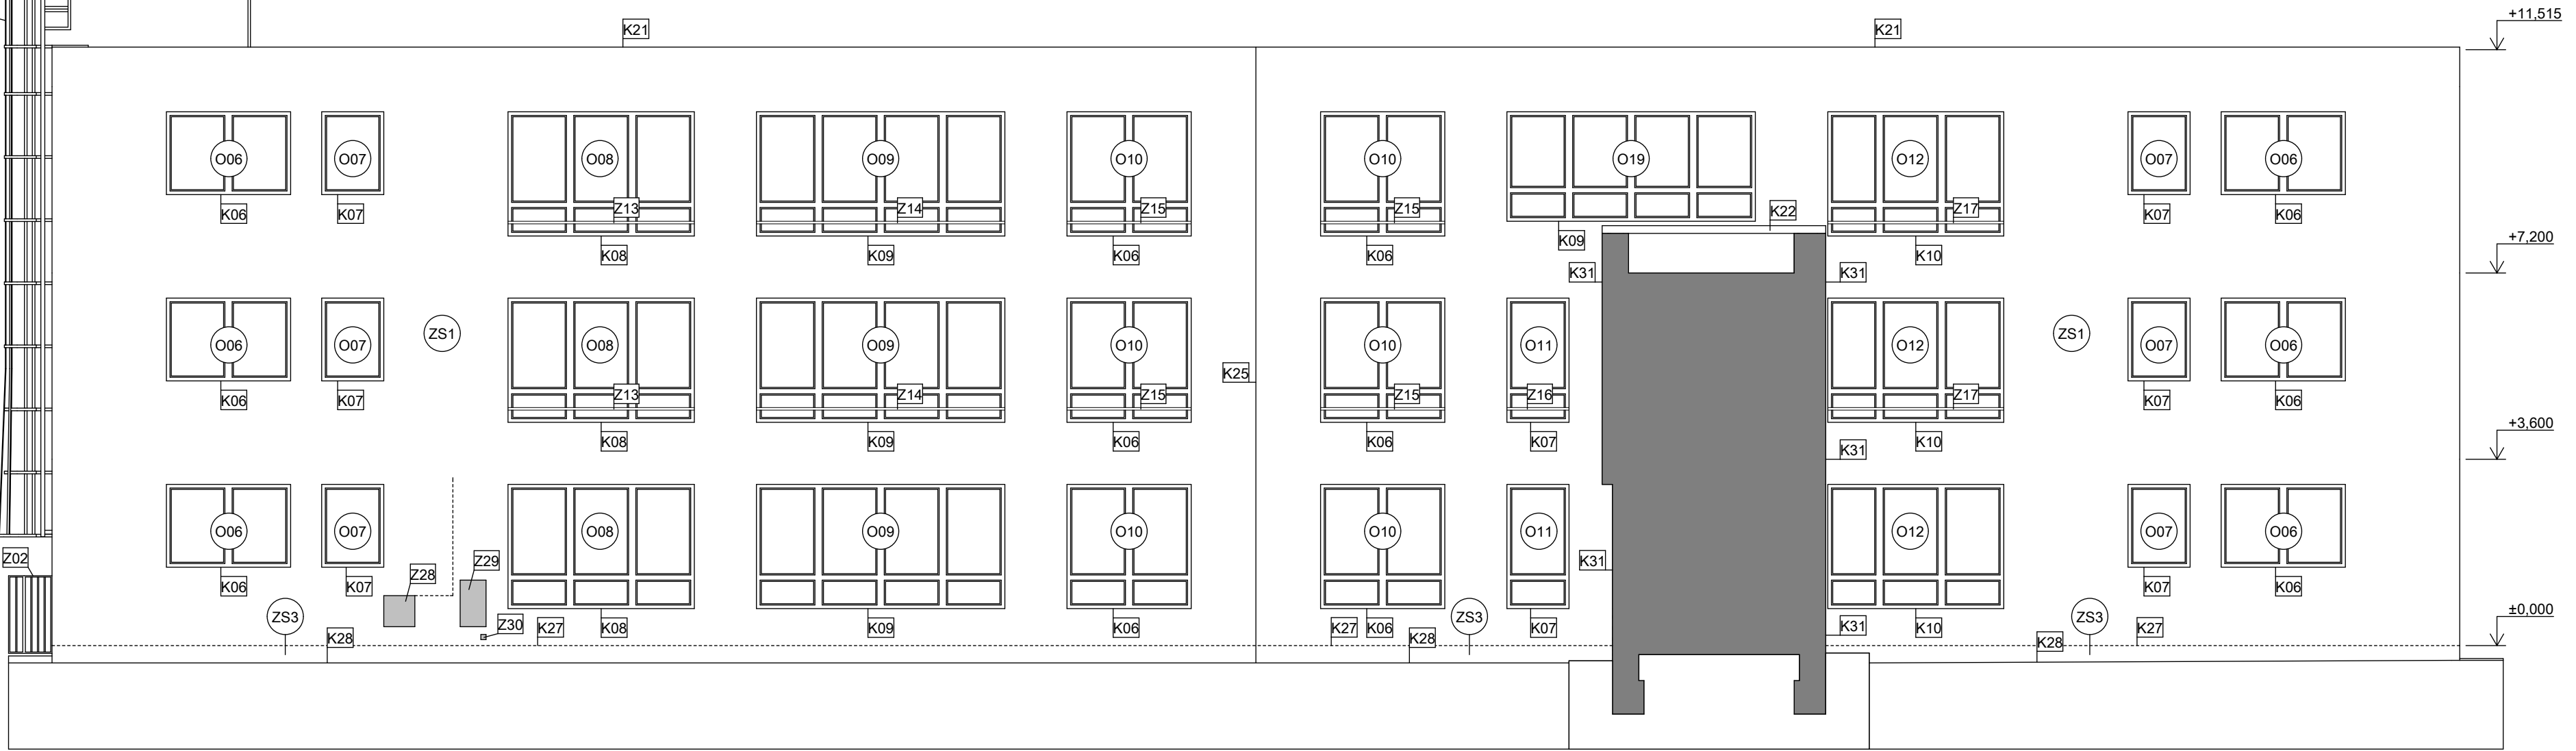 +11,515
K21 K21
O06 O07 O08 O09 O10 O10 O19 O12 O07 O06
Z13 Z14 Z15 Z15 K22 Z17
K06 K07 K06 K07
+7,200
K09
K08 K09 K06 K06 K10
K31 K31
ZS1 ZS1
O06 O07 O08 O09 O10 O10 O11 O12 O07 O06
K25
Z13 Z14 Z15 Z15 Z16 Z17
K06 K07 K07 K06
+3,600
K08 K09 K06 K06 K07 K10
K31
O06 O07 O08 O09 O10 O10 O11 O12 O07 O06
Z02 Z29 K31
Z28
K06 K07 K07 K06
±0,000
ZS3 ZS3 ZS3
Z30 K27 K08 K09 K06 K27 K06 K07 K31 K10 K27
K28 K28 K28